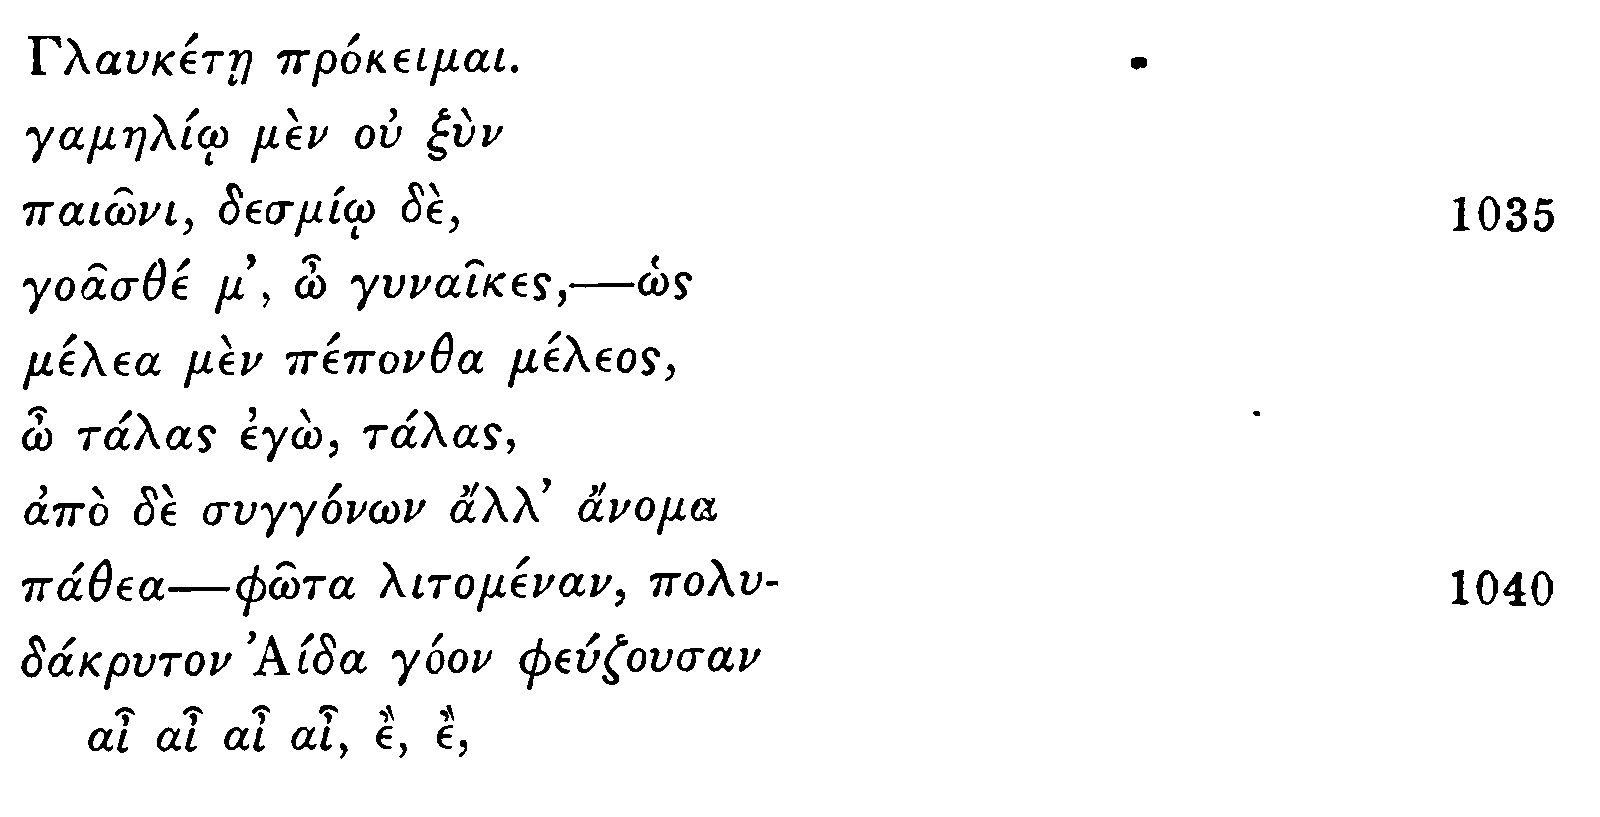 Γλαυκέτῃ πρόκειμαι.
γαμηλίῳ μὲν οὐ ξὺν
παιῶνι, δεσμίῳ δὲ, 1035
γοᾶσθέ μ’, ὦ γυναῖκες,—ὡς
μέλεα μὲν πέπονθα μέλεος,
ὦ τάλας ἐγὼ, τάλας,
ἀπὸ δὲ συγγόνων ἄλλ’ ἄνομα
πάθεα—φῶτα λιτομέναν, πολυ- 1040
δάκρυτον Ἀίδα γόον φεύζουσαν
αἶ αἶ αἶ αἶ, ἒ, ἒ,